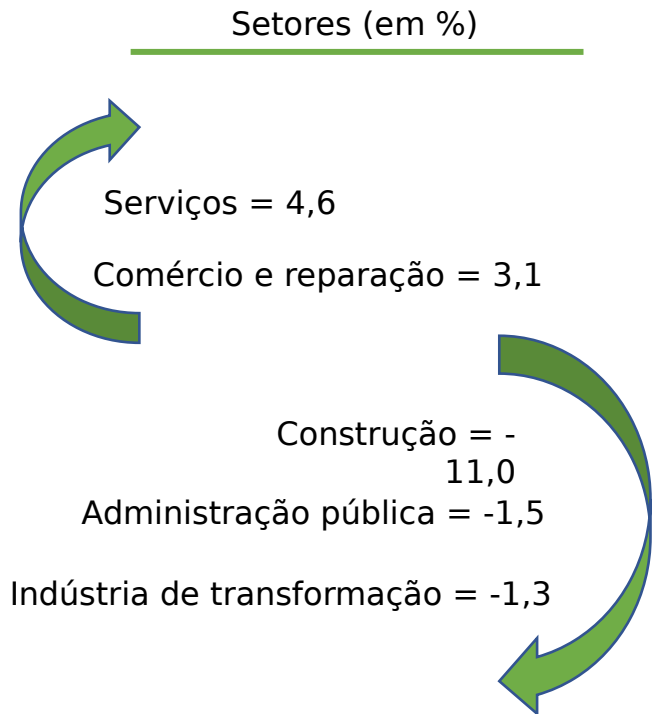 Setores (em %)
Serviços = 4,6
Comércio e reparação = 3,1
Construção = -
11,0
Administração pública = -1,5
Indústria de transformação = -1,3